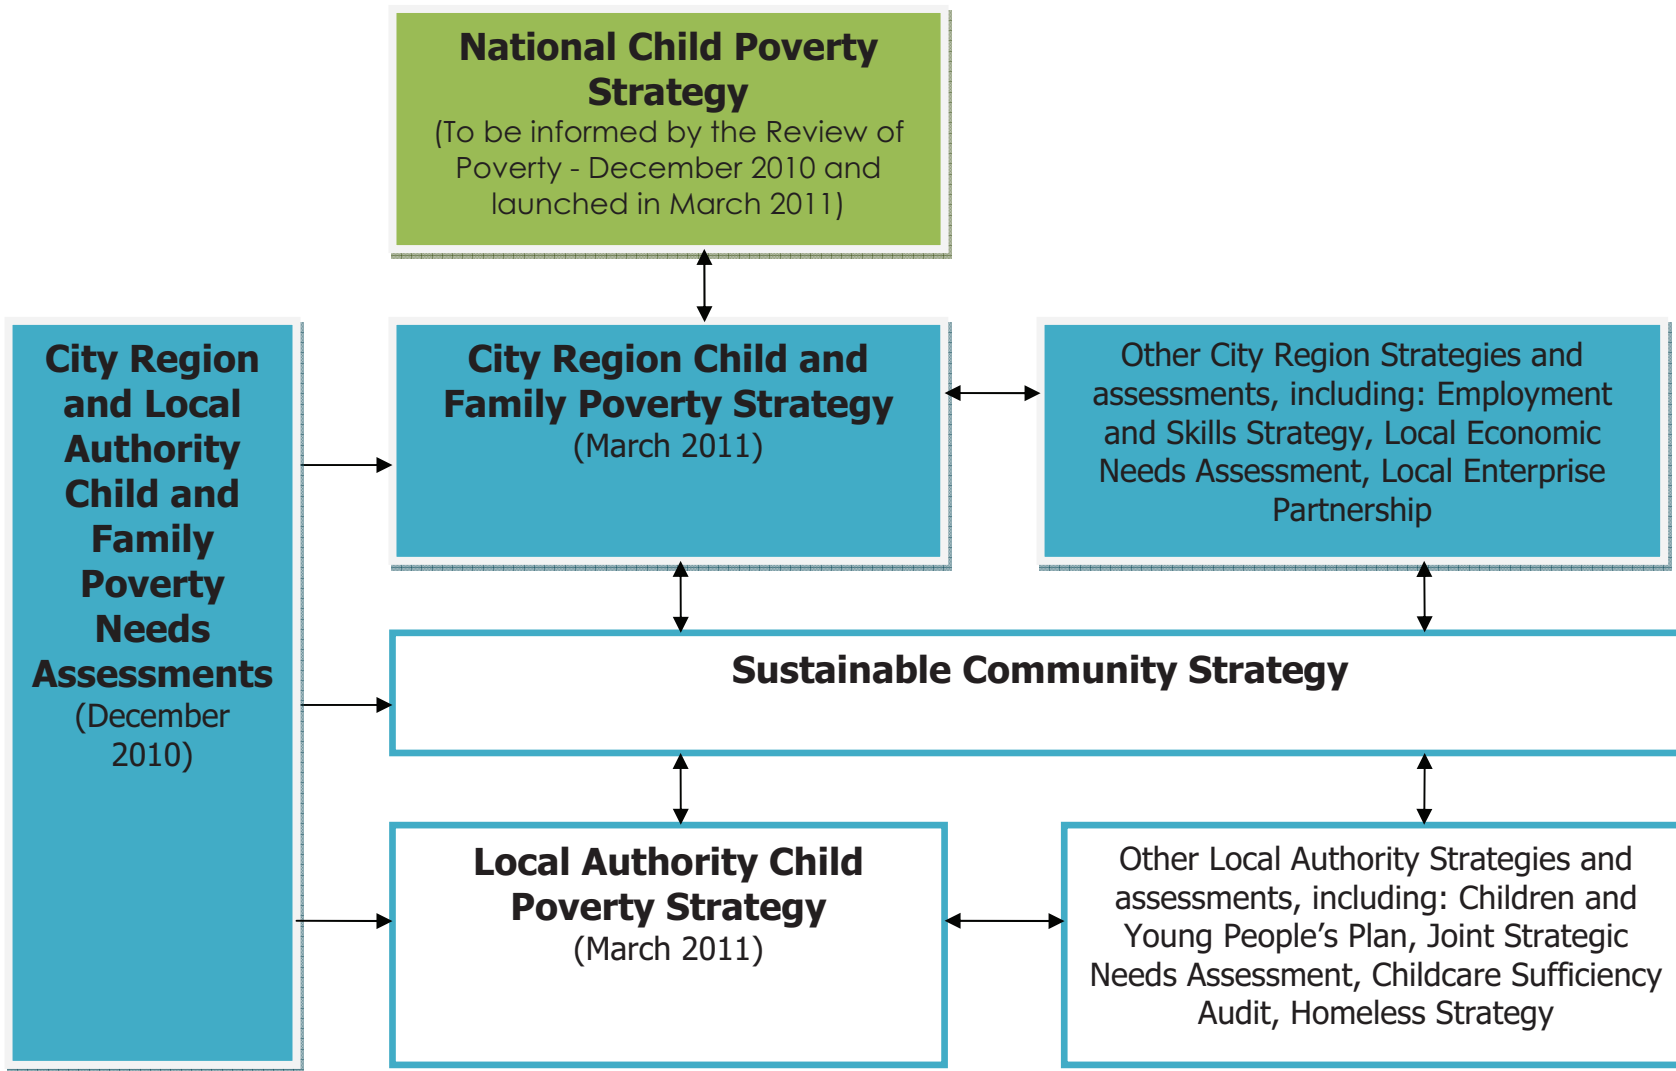 National Child Poverty
Strategy
(To be informed by the Review of
Poverty - December 2010 and
launched in March 2011)
City Region
and Local
Authority
Child and
Family
Poverty
Needs
Assessments
(December
2010)
City Region Child and
Family Poverty Strategy
(March 2011)
Other City Region Strategies and
assessments, including: Employment
and Skills Strategy, Local Economic
Needs Assessment, Local Enterprise
Partnership
Sustainable Community Strategy
Local Authority Child
Poverty Strategy
(March 2011)
Other Local Authority Strategies and
assessments, including: Children and
Young People’s Plan, Joint Strategic
Needs Assessment, Childcare Sufficiency
Audit, Homeless Strategy